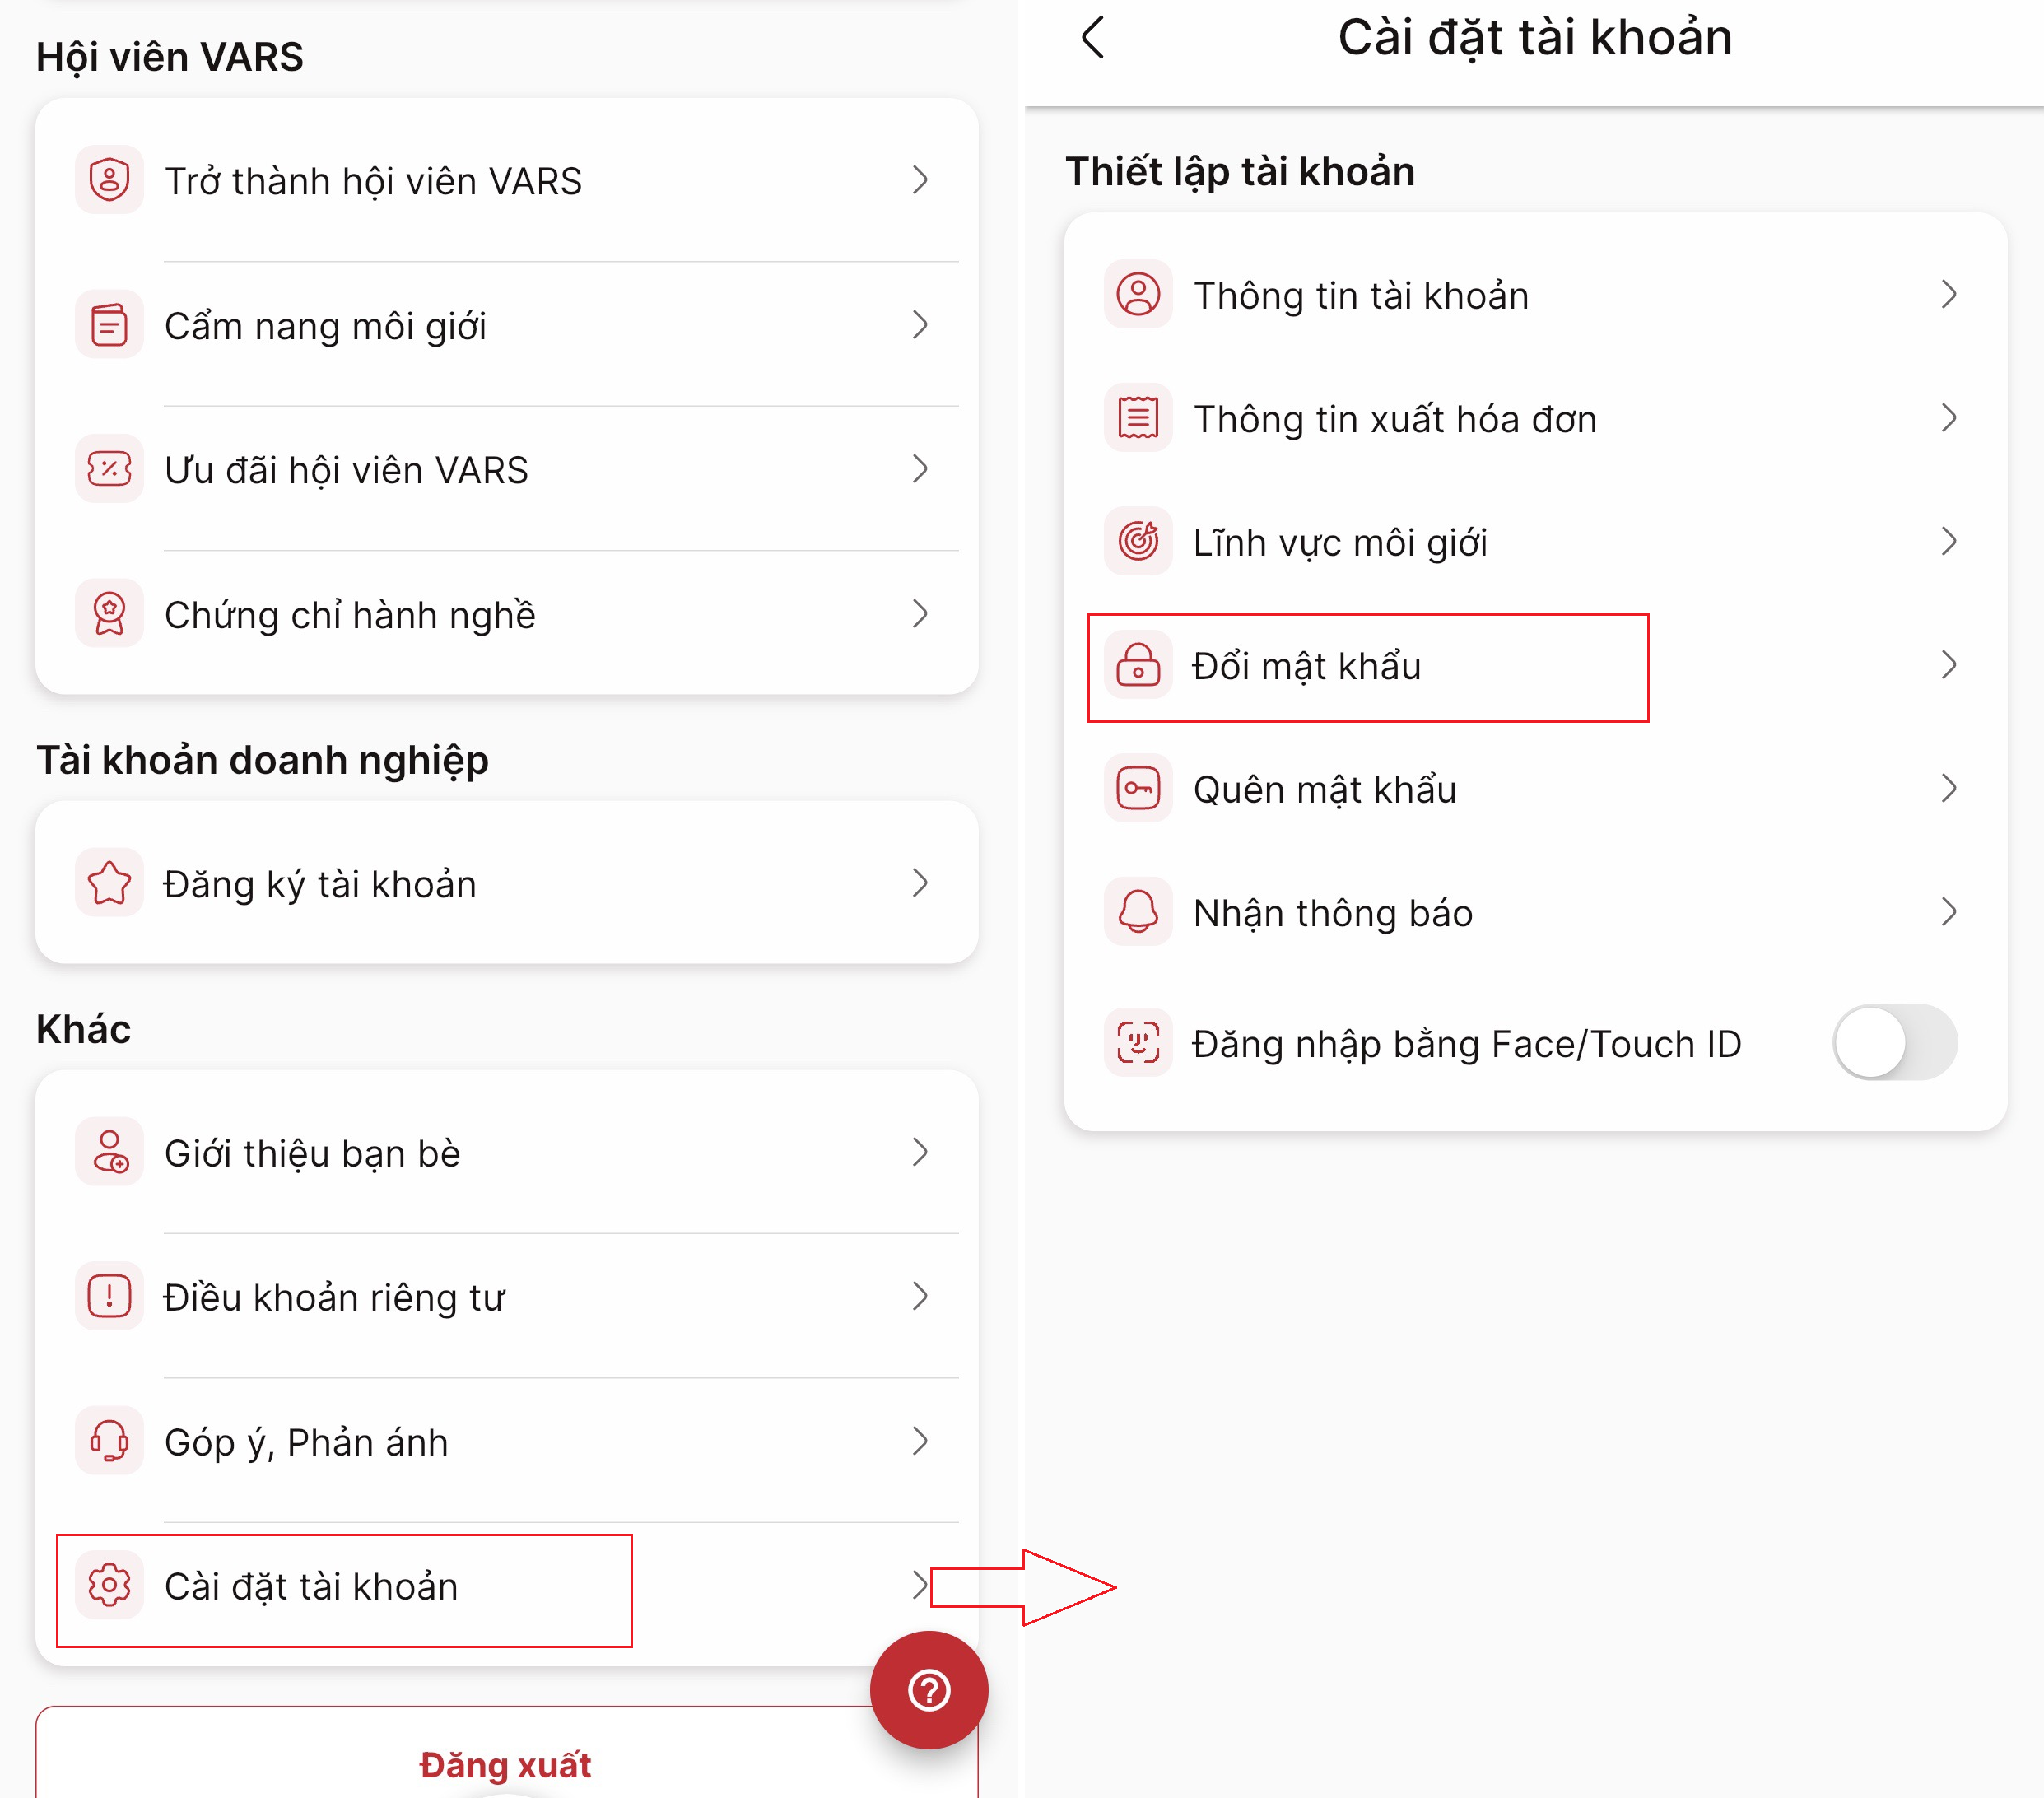 Hội viên VARS
Trở thành hội viên VARS
Cẩm nang môi giới
Ưu đãi hội viên VARS
Chứng chỉ hành nghề
Tài khoản doanh nghiệp
Đăng ký tài khoản
Khác
Giới thiệu bạn bè
Điều khoản riêng tư
Góp ý, Phản ánh
Cài đặt tài khoản
Đăng xuất
Cài đặt tài khoản
Thiết lập tài khoản
Thông tin tài khoản
Thông tin xuất hóa đơn
Lĩnh vực môi giới
Đổi mật khẩu
Quên mật khẩu
Nhận thông báo
Đăng nhập bằng Face/Touch ID